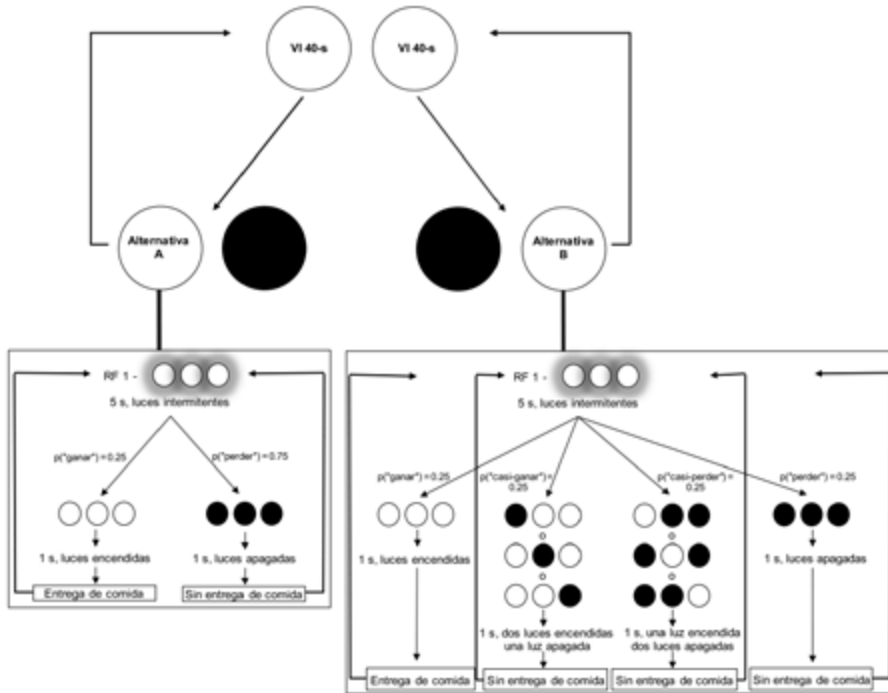 VI 40-s
VI 40-s
Alternativa
A
Alternativa
B
RF 1 -
5 s, luces intermitentes
p("ganar")=0.25
p("perder")=0.75
1 s, luces encendidas
1 s, luces apagadas
Entrega de comida
Sin entrega de comida
RF 1 -
5 s, luces intermitentes
p("ganar")=0.25
p("casi-ganar")=
0.25
p("casi-perder")=
0.25
p("perder")=0.25
o
o
o
o
1 s, luces encendidas
1 s, dos luces encendidas
una luz apagada
1 s, una luz encendida
dos luces apagadas
1 s, luces apagadas
Entrega de comida
Sin entrega de comida
Sin entrega de comida
Sin entrega de comida